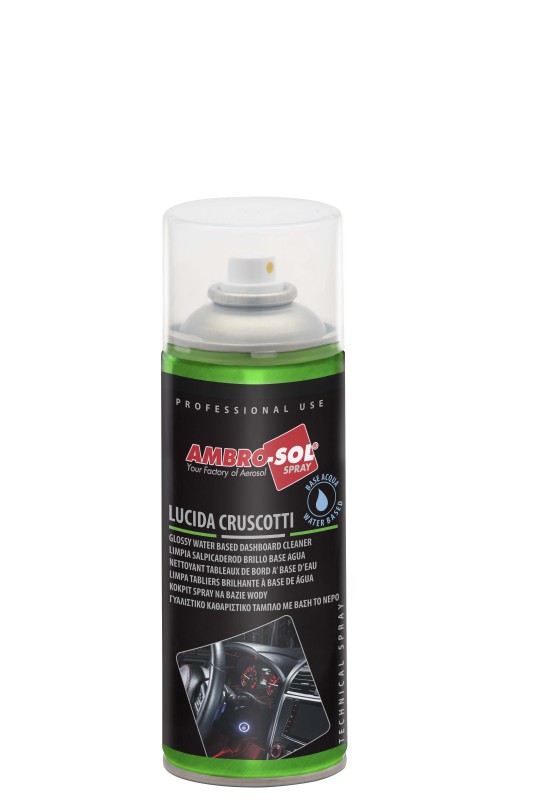 PROFESSIONAL USE
AMBRO-SOL®
SPRAY
Your Factory of Aerosol
BASE ACQUA
WATER BASED
LUCIDA CRUSCOTTI
GLOSSY WATER BASED DASHBOARD CLEANER
LIMPIA SALPICADEROS BRILLO BASE AGUA
NETTOYANT TABLEAUX DE BORD A' BASE D'EAU
LIMPA TABLIERS BRILHANTE À BASE DE ÁGUA
KOKPIT SPRAY NA BAZIE WODY
ΓΥΑΛΙΣΤΙΚΟ ΚΑΘΑΡΙΣΤΙΚΟ ΤΑΜΠΛΟ ΜΕ ΒΑΣΗ ΤΟ ΝΕΡΟ
TECHNICAL SPRAY